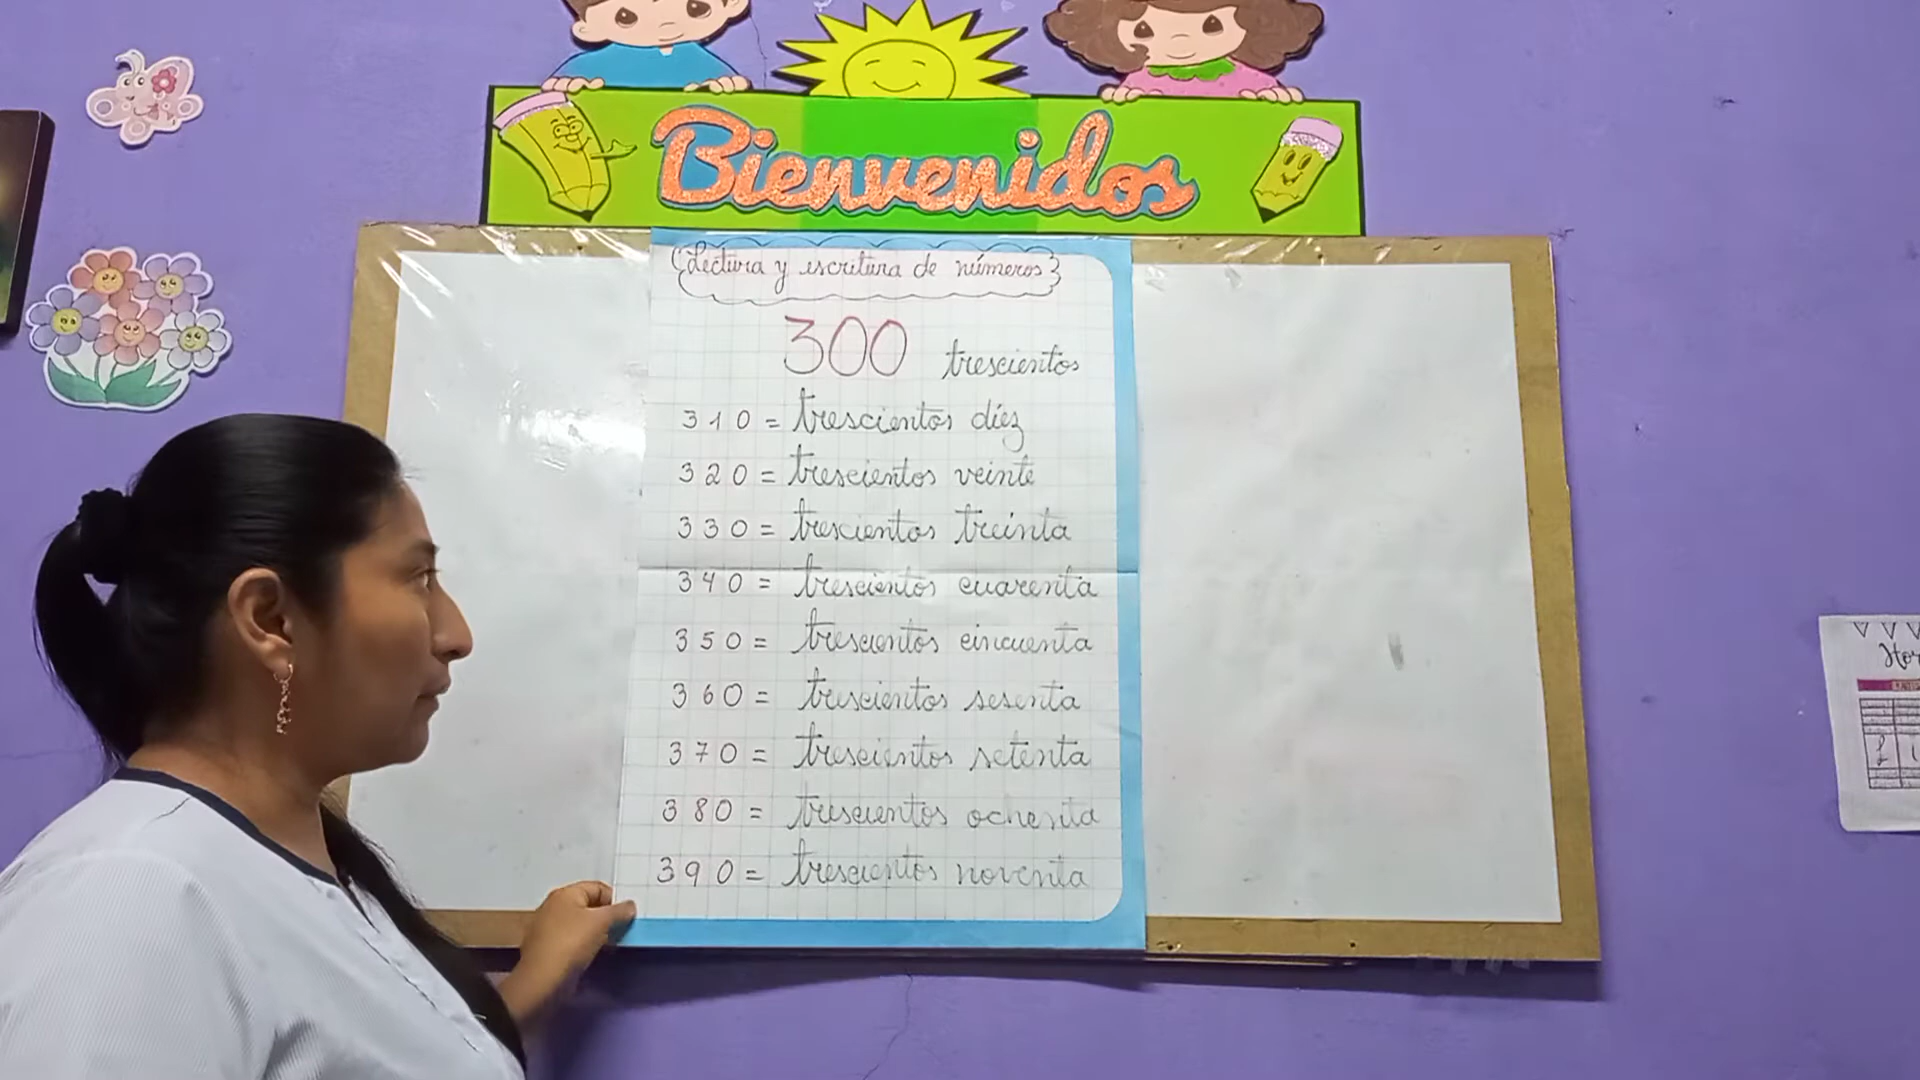 Bienvenidos
Lectura y escritura de números
300 trescientos
310 = trescientos diéz
320 = trescientos veinte
330 = trescientos treinta
340 = trescientos cuarenta
350 = trescientos cincuenta
360 = trescientos sesenta
370 = trescientos setenta
380 = trescientos ochenta
390 = trescientos noventa